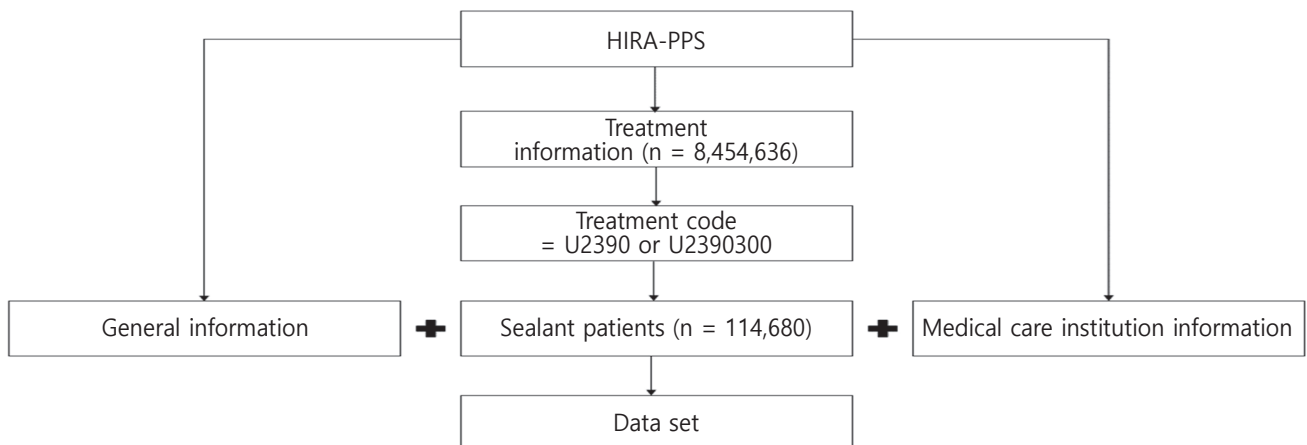 HIRA-PPS
Treatment
information (n = 8,454,636)
Treatment code
= U2390 or U2390300
General information
Sealant patients (n = 114,680)
Medical care institution information
Data set